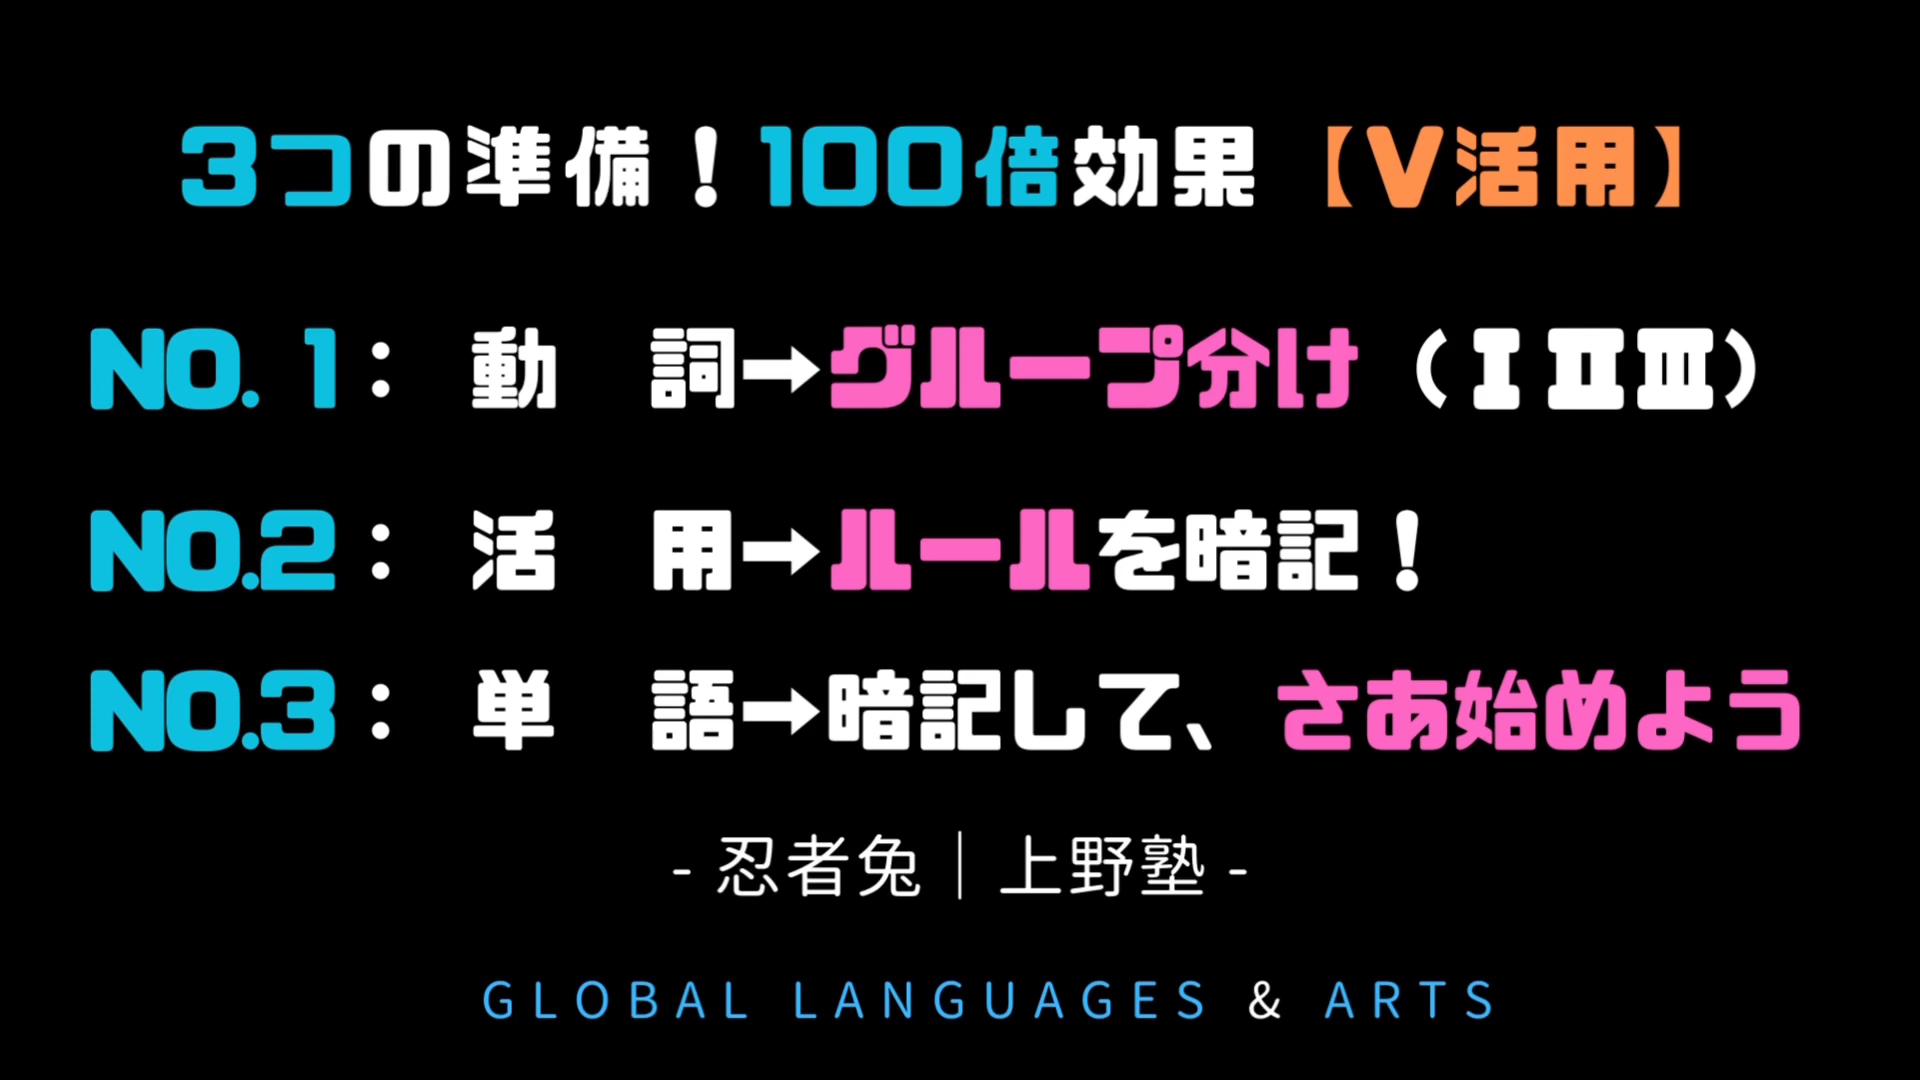 3つの準備！100倍効果【V活用】
NO. 1： 動　詞→グループ分け（ⅠⅡⅢ）
NO.2： 活　用→ルールを暗記！
NO.3： 単　語→暗記して、さあ始めよう
- 忍者兔｜上野塾 -
GLOBAL LANGUAGES & ARTS